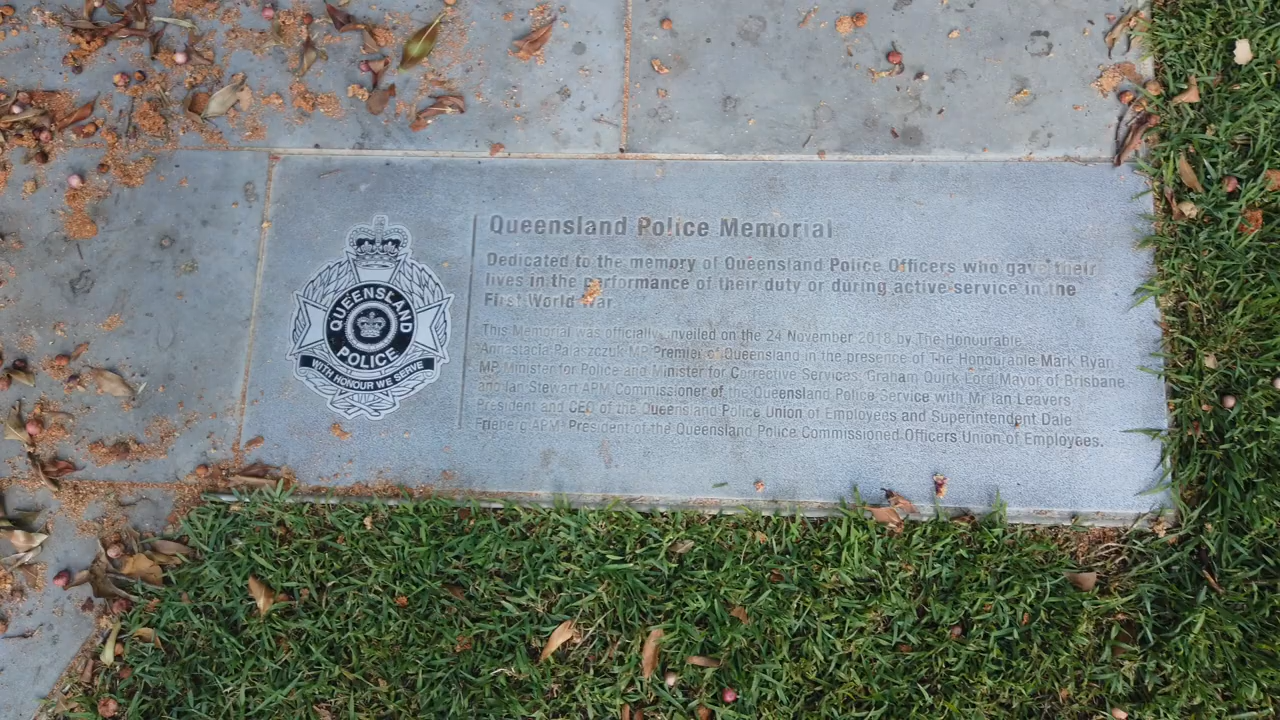 Queensland Police Memorial
Dedicated to the memory of Queensland Police Officers who gave their
lives in the performance of their duty or during active service in the
First World War.
This Memorial was officially unveiled on the 24 November 2018 by The Honourable
Annastacia Palaszczuk MP Premier of Queensland in the presence of The Honourable Mark Ryan
MP Minister for Police and Minister for Corrective Services, Graham Quirk Lord Mayor of Brisbane
and Ian Stewart APM Commissioner of the Queensland Police Service with Mr Ian Leavers
President and CEO of the Queensland Police Union of Employees and Superintendent Dale
Frieberg APM President of the Queensland Police Commissioned Officers Union of Employees.
QUEENSLAND
POLICE
WITH HONOUR WE SERVE